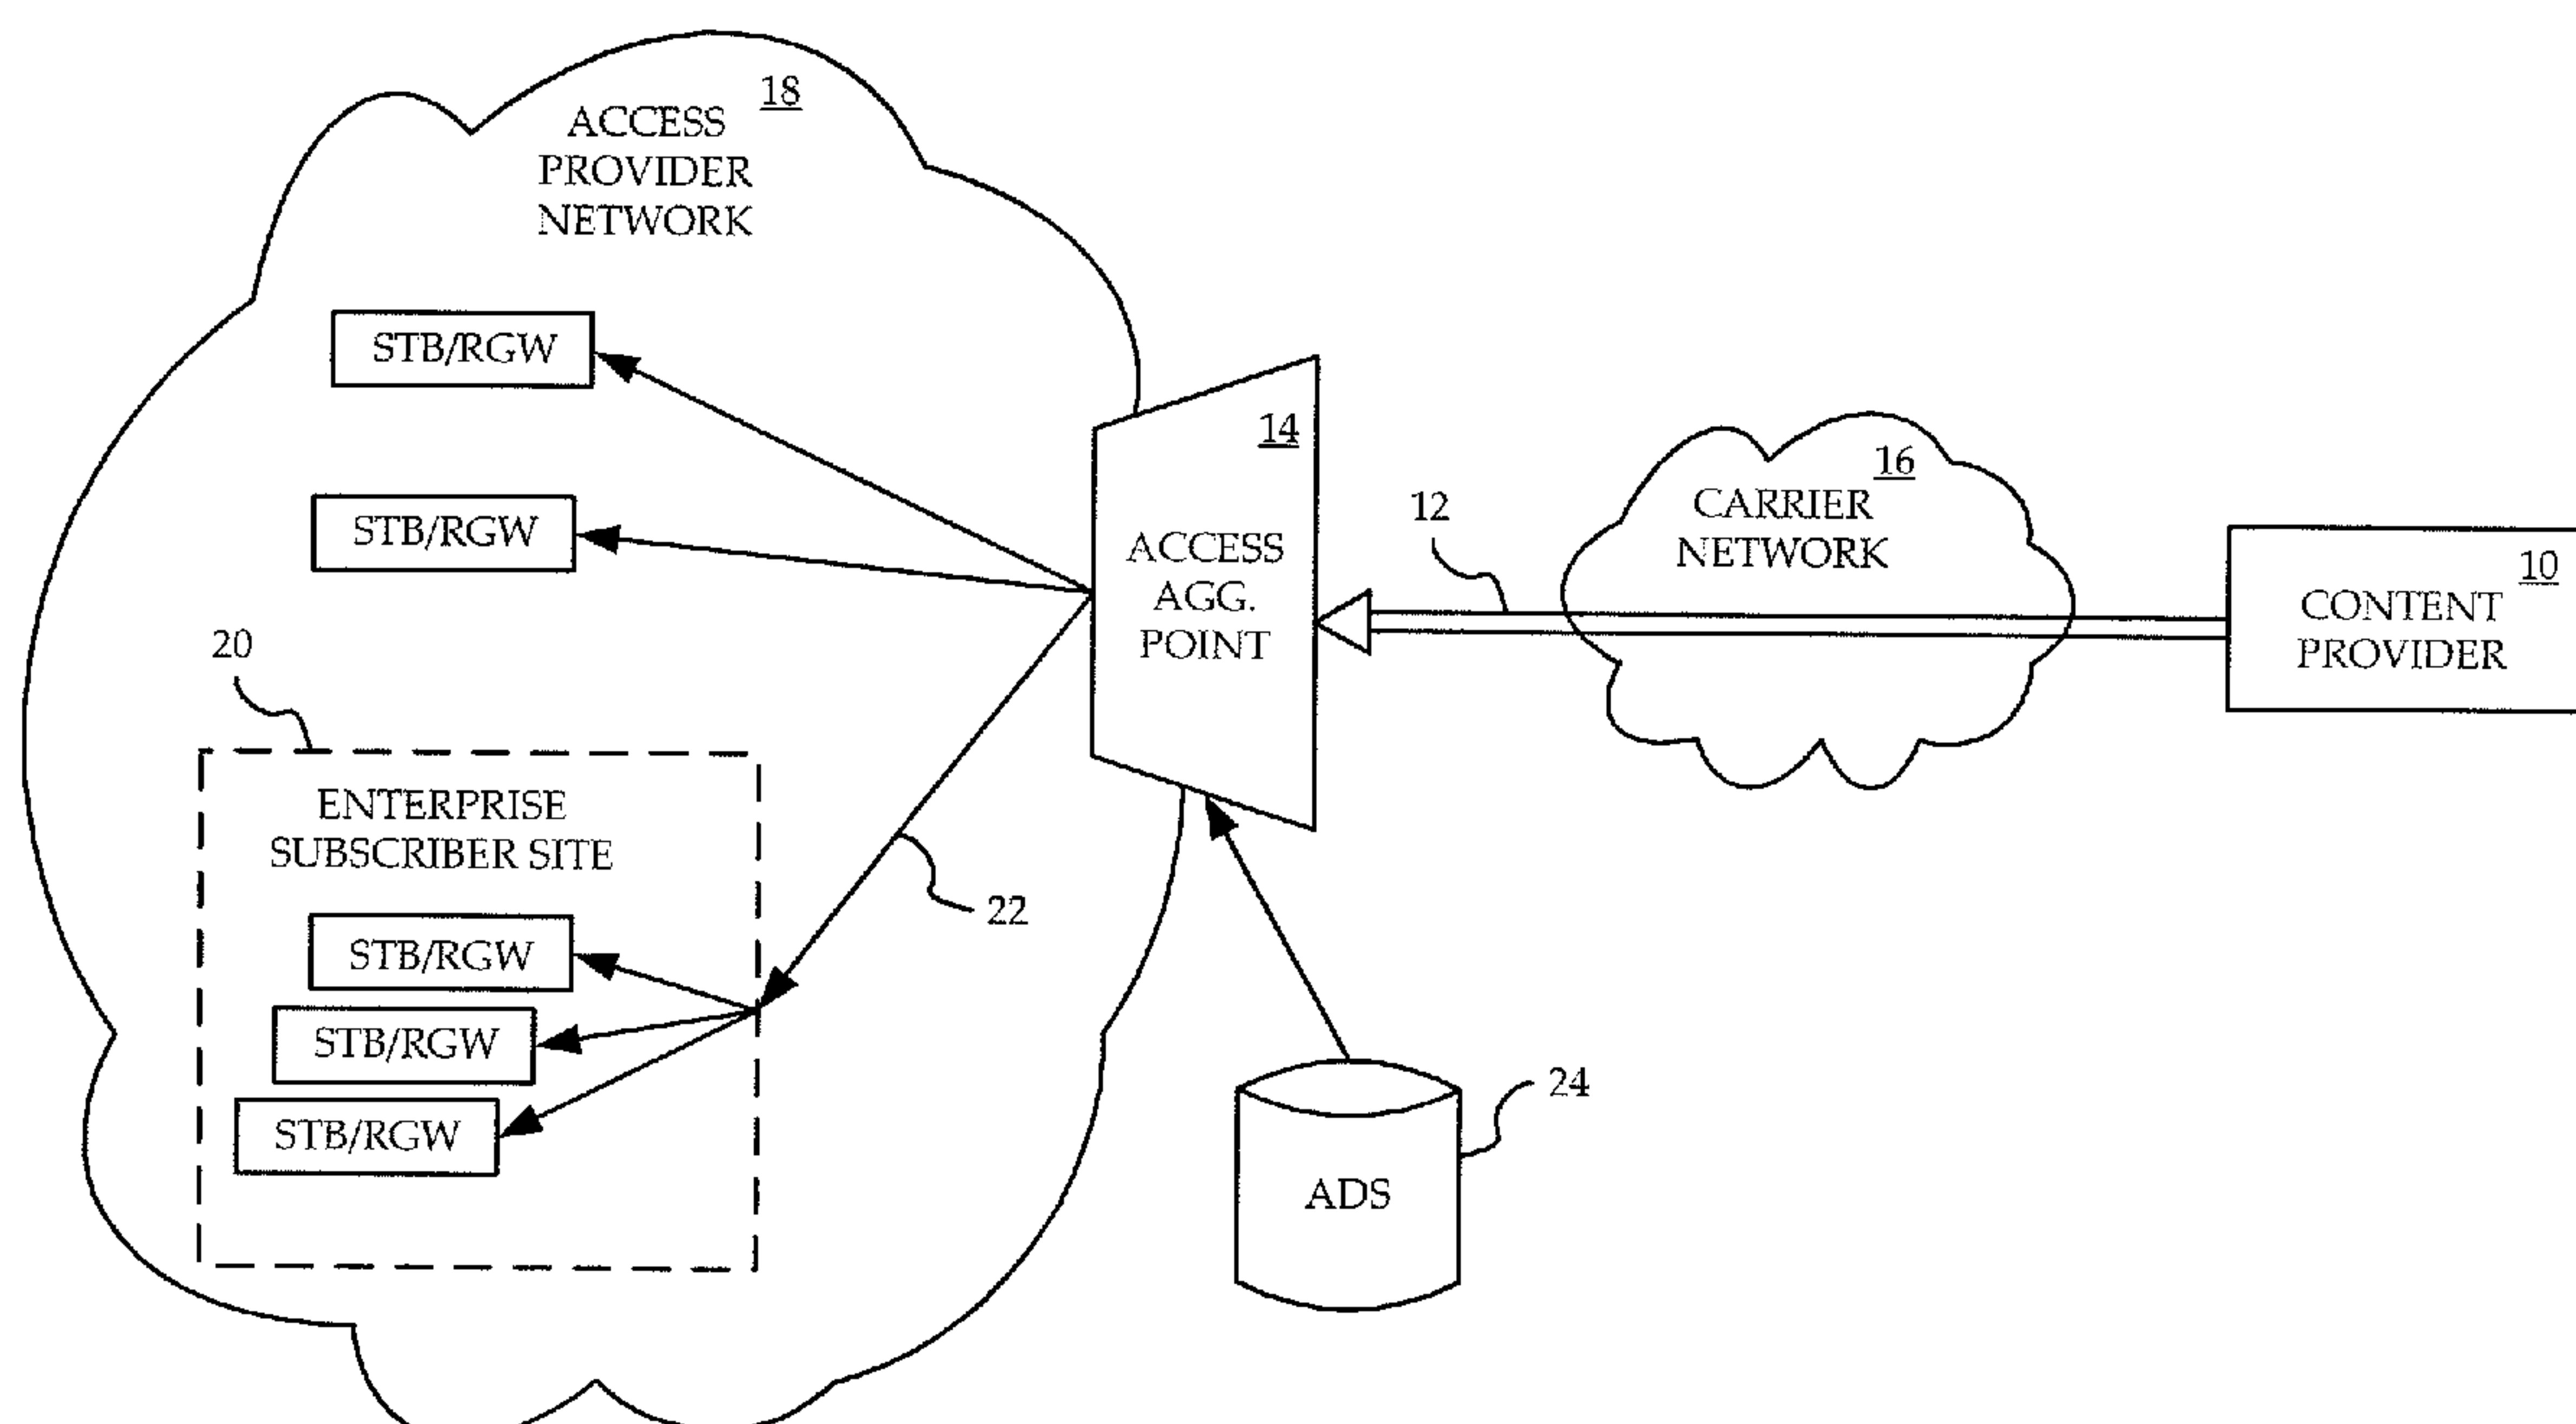 18
ACCESS
PROVIDER
NETWORK
STB/RGW
STB/RGW
20
ENTERPRISE
SUBSCRIBER SITE
STB/RGW
STB/RGW
STB/RGW
22
14
ACCESS
AGG.
POINT
12
16
CARRIER
NETWORK
10
CONTENT
PROVIDER
24
ADS